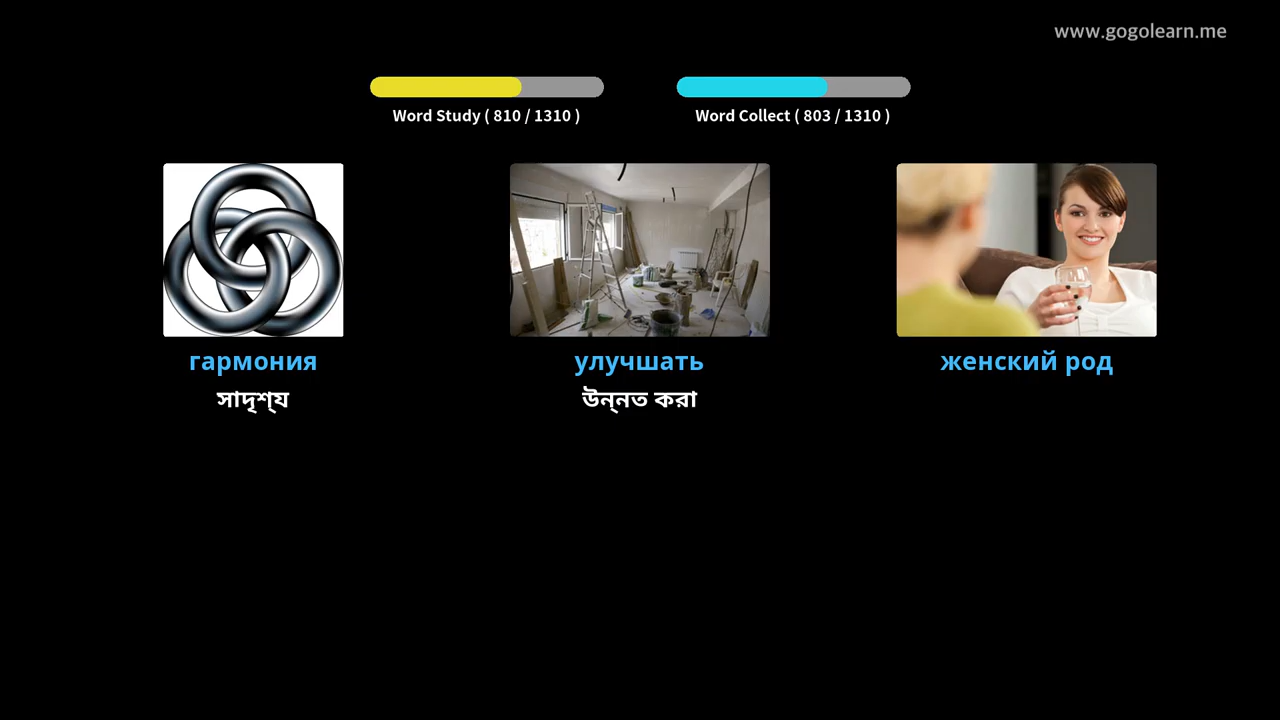 www.gogolearn.me
Word Study ( 810 / 1310 )
Word Collect ( 803 / 1310 )
гармония
улучшать
женский род
সাদৃশ্য
উন্নত করা